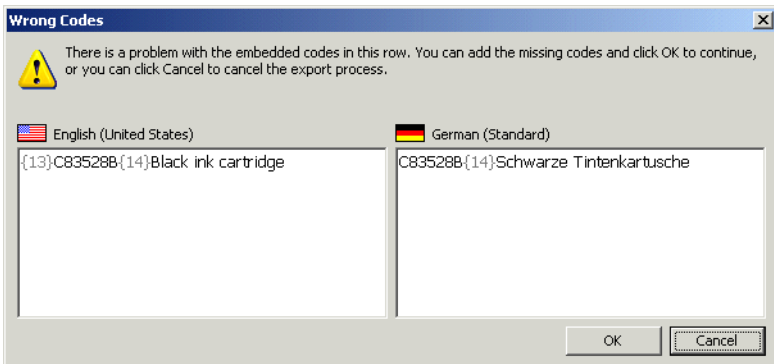 Wrong Codes
There is a problem with the embedded codes in this row. You can add the missing codes and click OK to continue,
or you can click Cancel to cancel the export process.
English (United States)
{13}C83528B{14}Black ink cartridge
German (Standard)
C83528B{14}Schwarze Tintenkartusche
OK
Cancel